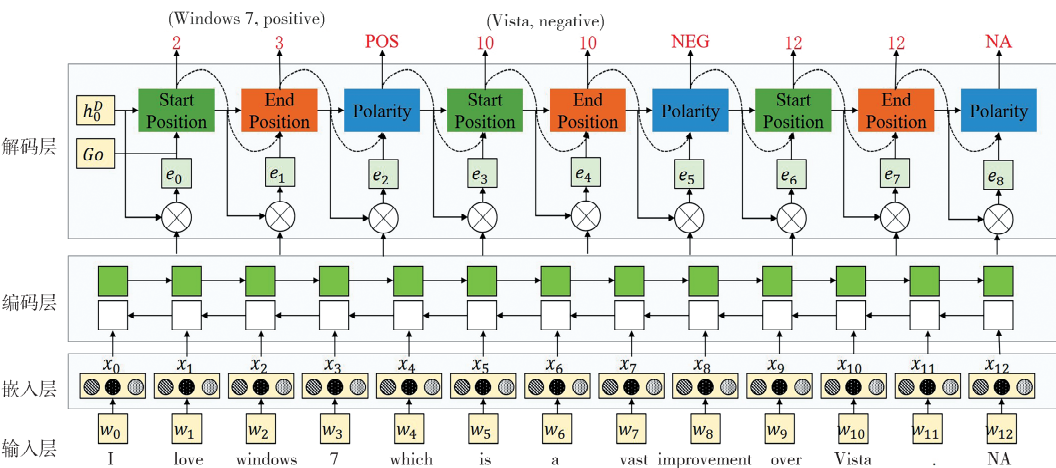 (Windows 7, positive) (Vista, negative)
2 3 POS 10 10 NEG 12 12 NA
解码层
h₀ᴰ
Go
Start Position
End Position
Polarity
Start Position
End Position
Polarity
Start Position
End Position
Polarity
e₀ e₁ e₂ e₃ e₄ e₅ e₆ e₇ e₈
编码层
嵌入层
x₀ x₁ x₂ x₃ x₄ x₅ x₆ x₇ x₈ x₉ x₁₀ x₁₁ x₁₂
输入层
w₀ w₁ w₂ w₃ w₄ w₅ w₆ w₇ w₈ w₉ w₁₀ w₁₁ w₁₂
I love windows 7 which is a vast improvement over Vista . NA